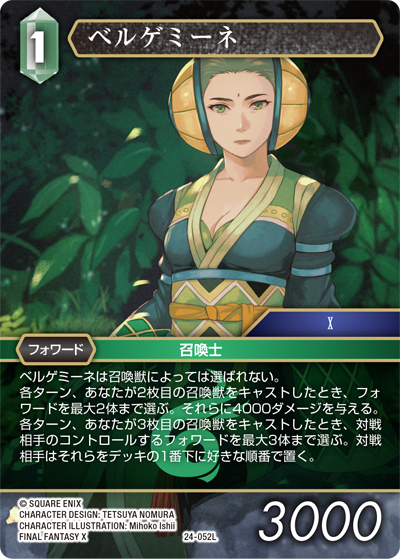 1
ベルゲミーネ
X
フォワード
召喚士
ベルゲミーネは召喚獣によっては選ばれない。
各ターン、あなたが2枚目の召喚獣をキャストしたとき、フォ
ワードを最大2体まで選ぶ。それらに4000ダメージを与える。
各ターン、あなたが3枚目の召喚獣をキャストしたとき、対戦
相手のコントロールするフォワードを最大3体まで選ぶ。対戦
相手はそれらをデッキの1番下に好きな順番で置く。
© SQUARE ENIX
CHARACTER DESIGN: TETSUYA NOMURA
CHARACTER ILLUSTRATION: Mihoko Ishii
FINAL FANTASY X
24-052L
3000